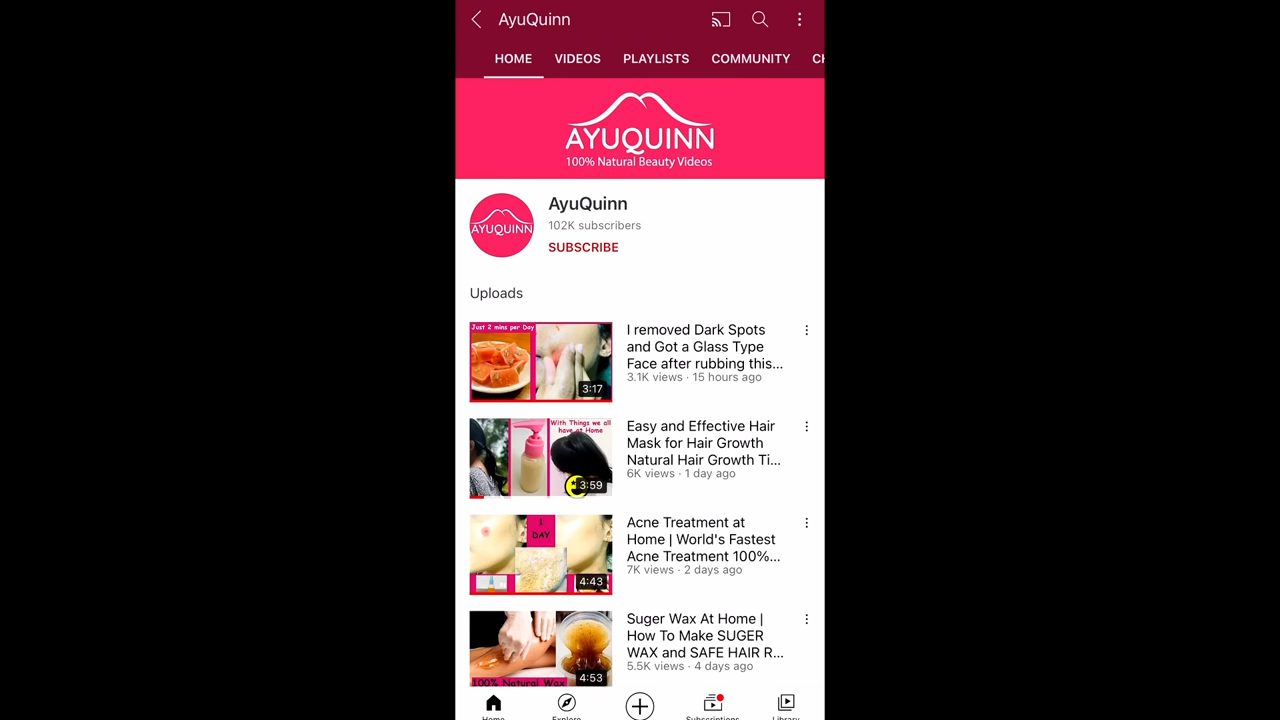 AyuQuinn
HOME VIDEOS PLAYLISTS COMMUNITY
AYUQUINN
100% Natural Beauty Videos
AYUQUINN
AyuQuinn
102K subscribers
SUBSCRIBE
Uploads
Just 2 mins per Day
3:17
I removed Dark Spots
and Got a Glass Type
Face after rubbing this...
3.1K views · 15 hours ago
With Things we all
have at Home
3:59
Easy and Effective Hair
Mask for Hair Growth
Natural Hair Growth Ti...
6K views · 1 day ago
1
DAY
4:43
Acne Treatment at
Home | World's Fastest
Acne Treatment 100%...
7K views · 2 days ago
100% Natural Wax
4:53
Suger Wax At Home |
How To Make SUGER
WAX and SAFE HAIR R...
5.5K views · 4 days ago
Home Explore Subscriptions Library